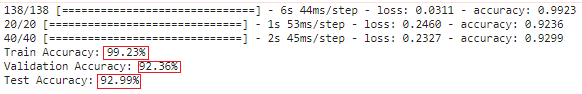 138/138 [==============================] - 6s 44ms/step - loss: 0.0311 - accuracy: 0.9923
20/20 [==============================] - 1s 53ms/step - loss: 0.2460 - accuracy: 0.9236
40/40 [==============================] - 2s 45ms/step - loss: 0.2327 - accuracy: 0.9299
Train Accuracy: 99.23%
Validation Accuracy: 92.36%
Test Accuracy: 92.99%